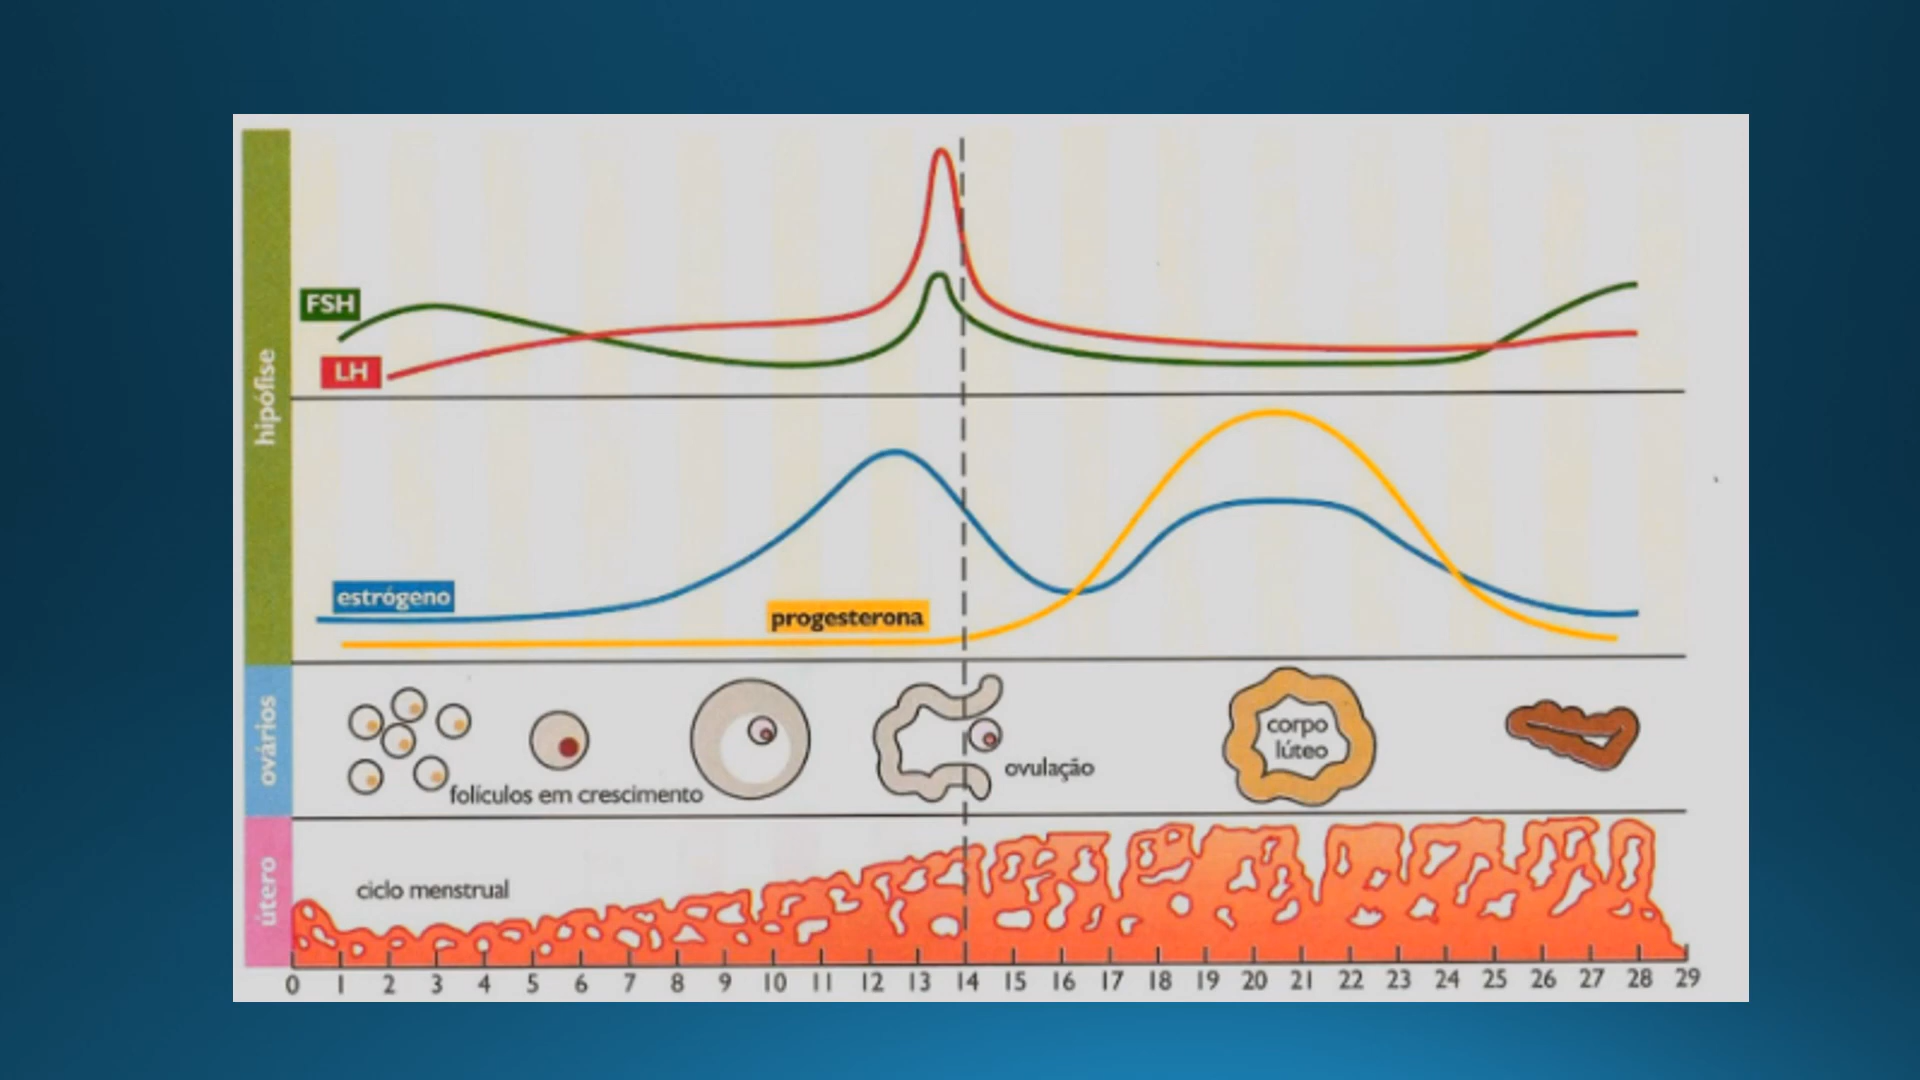 FSH
LH
hipófise
estrógeno
progesterona
ovários
folículos em crescimento
ovulação
corpo
lúteo
útero
ciclo menstrual
0 1 2 3 4 5 6 7 8 9 10 11 12 13 14 15 16 17 18 19 20 21 22 23 24 25 26 27 28 29